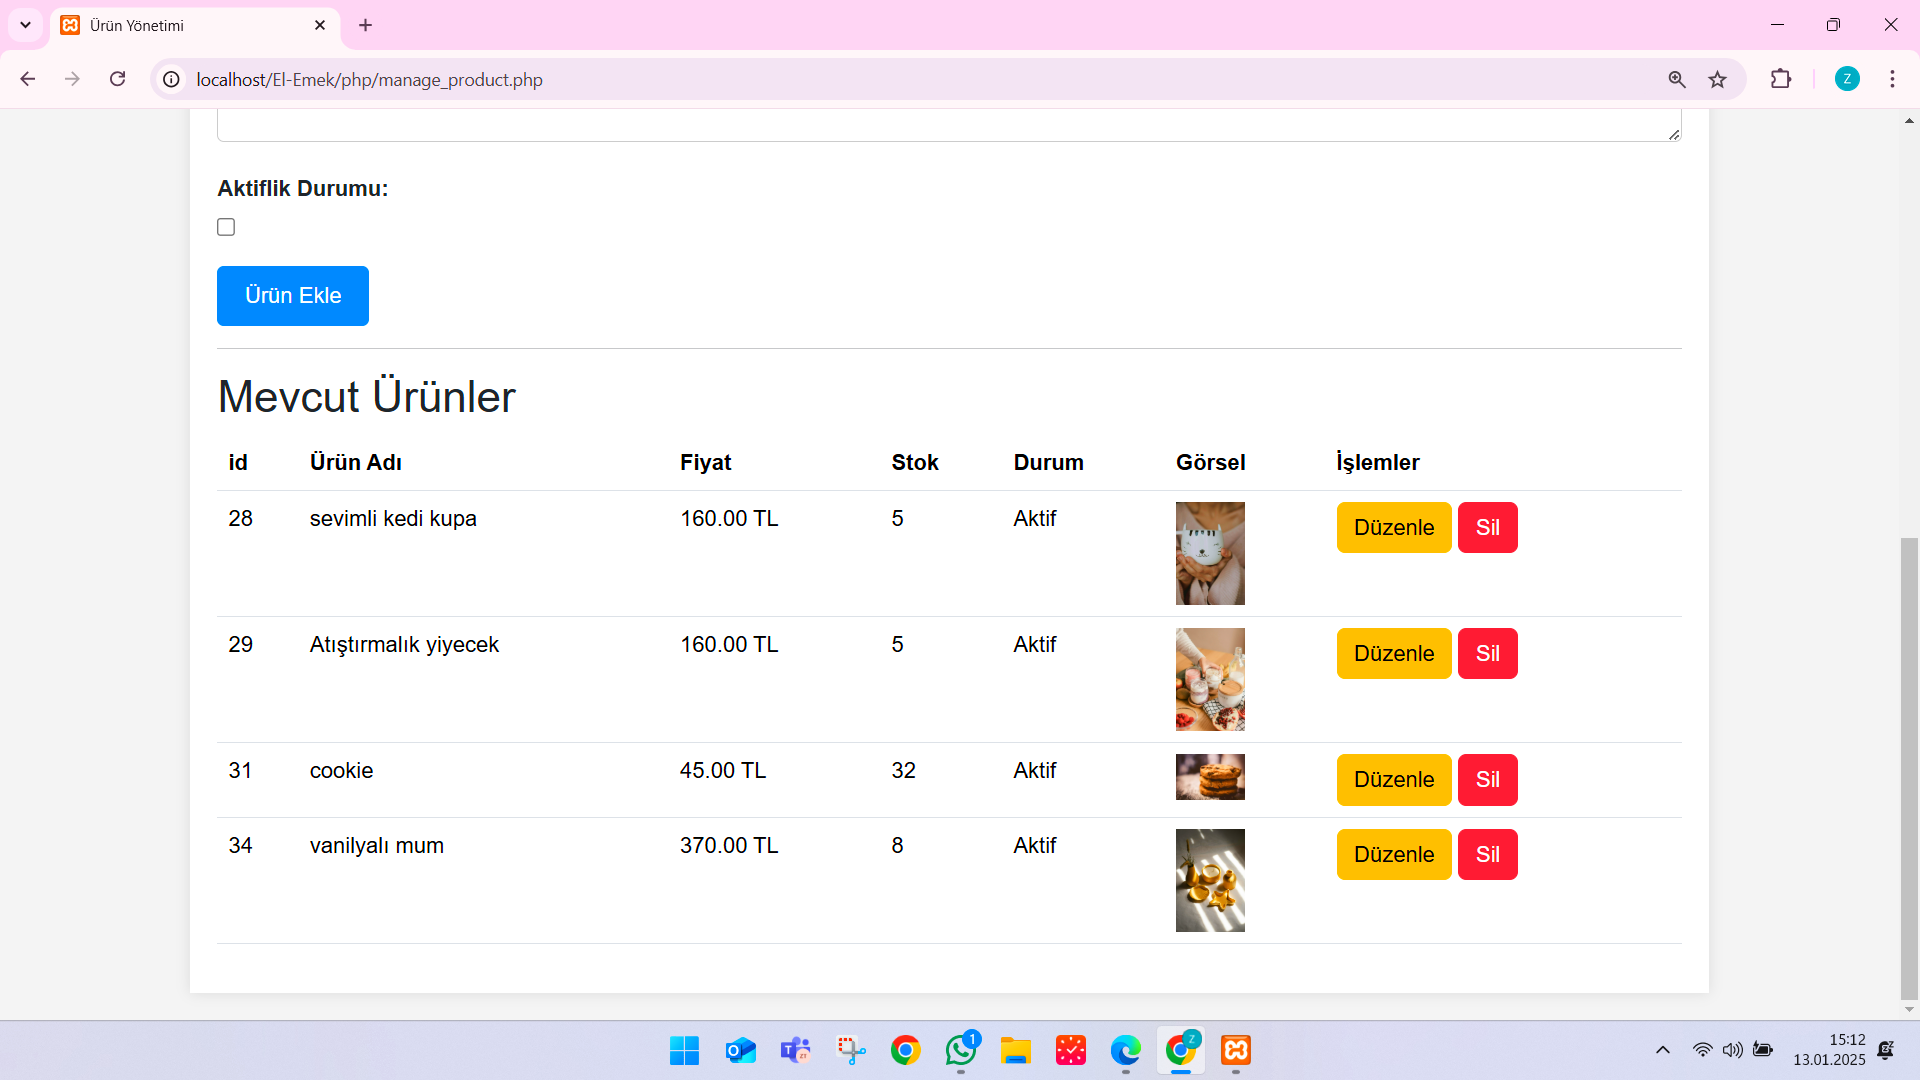 Ürün Yönetimi
localhost/El-Emek/php/manage_product.php
Z
Aktiflik Durumu:
Ürün Ekle
Mevcut Ürünler
id Ürün Adı Fiyat Stok Durum Görsel İşlemler
28 sevimli kedi kupa 160.00 TL 5 Aktif Düzenle Sil
29 Atıştırmalık yiyecek 160.00 TL 5 Aktif Düzenle Sil
31 cookie 45.00 TL 32 Aktif Düzenle Sil
34 vanilyalı mum 370.00 TL 8 Aktif Düzenle Sil
1 Z 15:12
13.01.2025